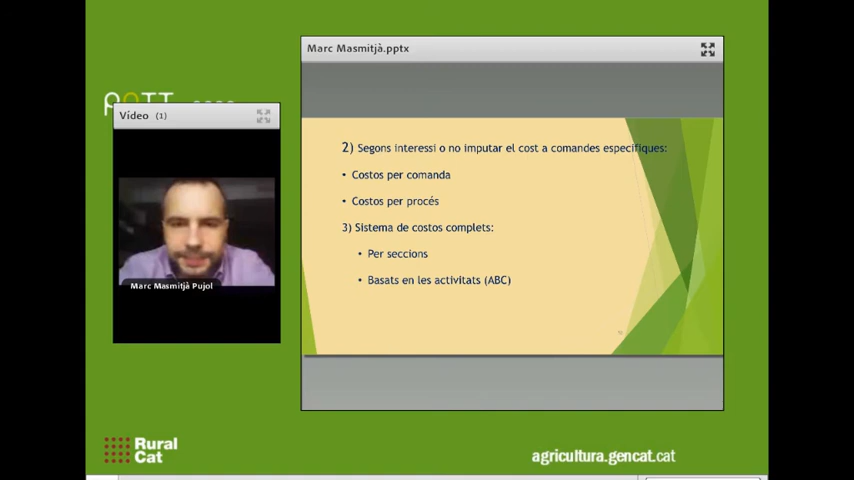 Marc Masmitjà.pptx
Vídeo (1)
2) Segons interessi o no imputar el cost a comandes específiques:
• Costos per comanda
• Costos per procés
3) Sistema de costos complets:
• Per seccions
• Basats en les activitats (ABC)
Marc Masmitjà Pujol
Rural
Cat
agricultura.gencat.cat